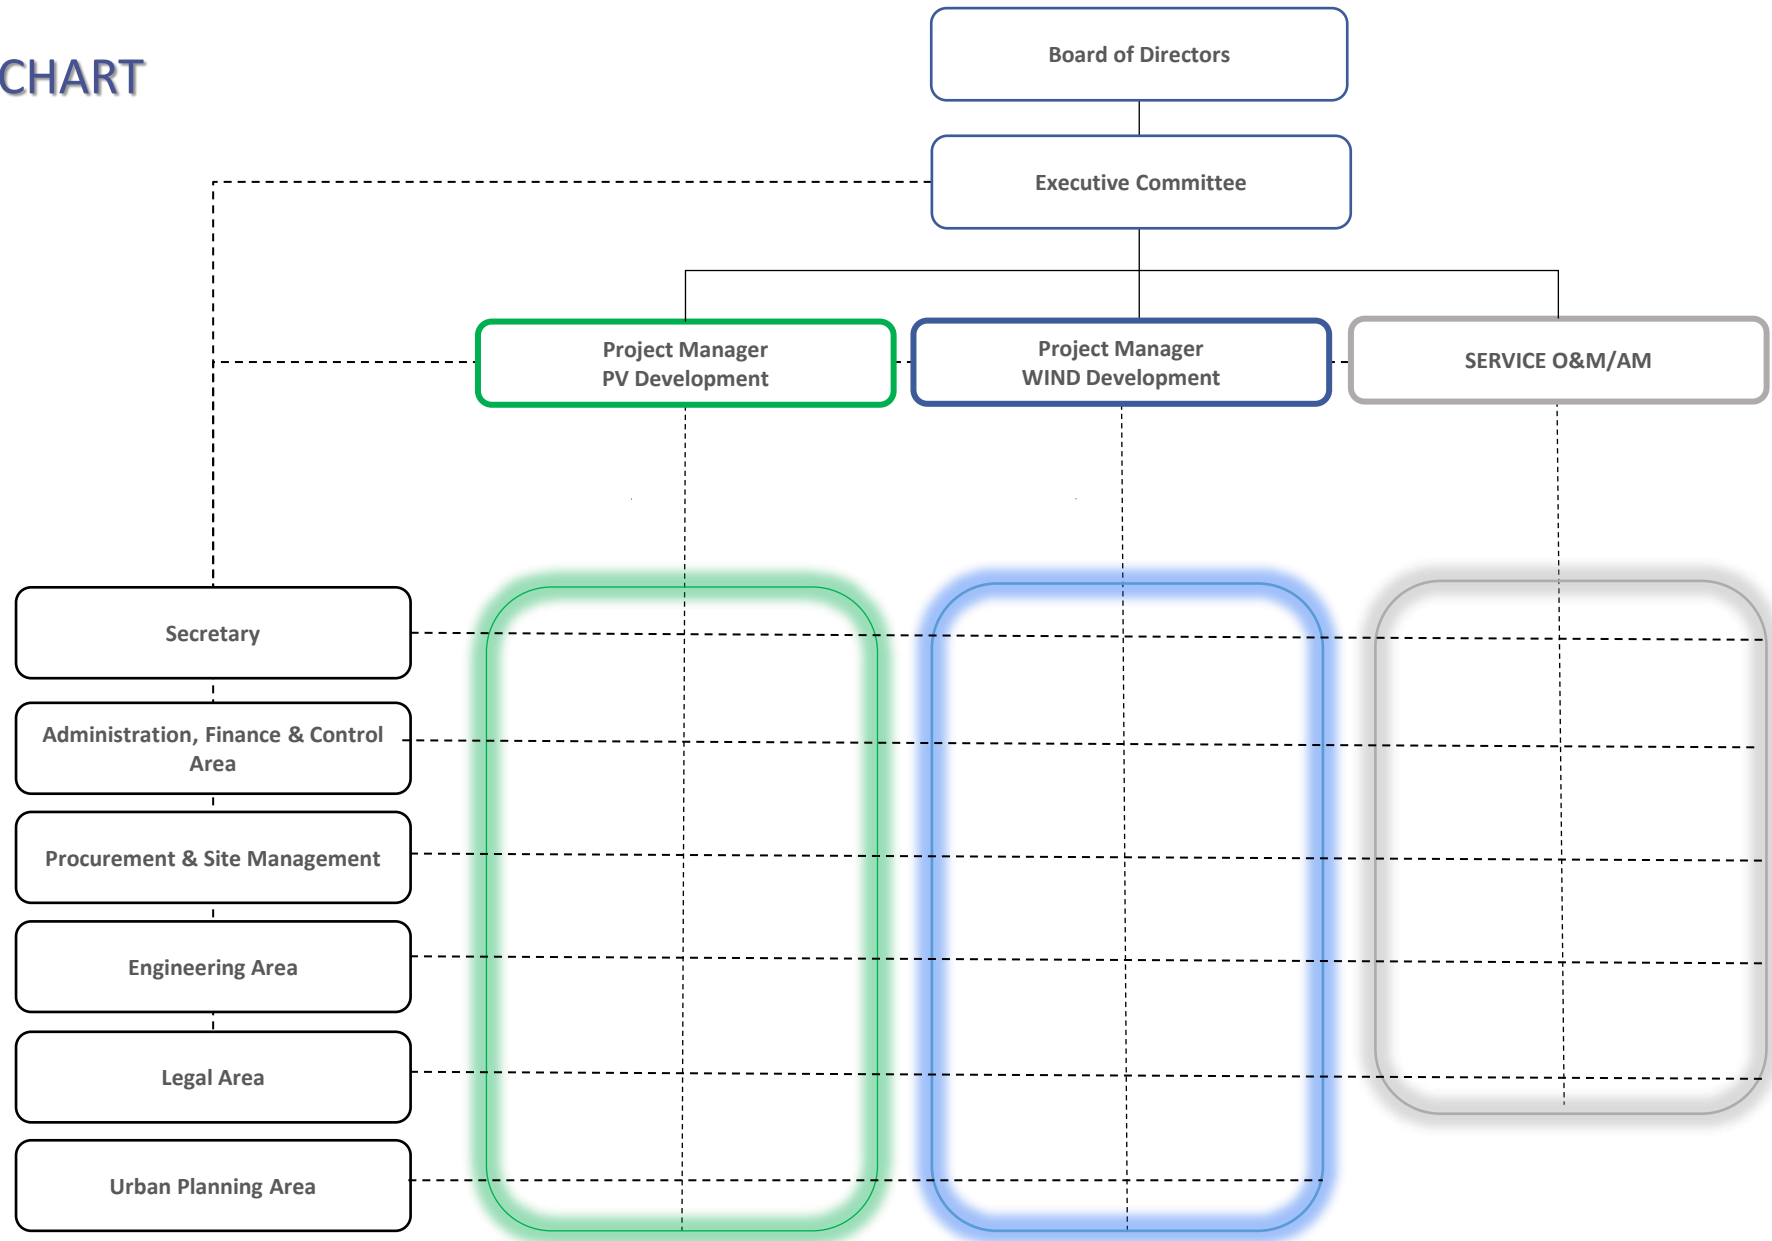 CHART
Board of Directors
Executive Committee
Project Manager
PV Development
Project Manager
WIND Development
SERVICE O&M/AM
Secretary
Administration, Finance & Control
Area
Procurement & Site Management
Engineering Area
Legal Area
Urban Planning Area